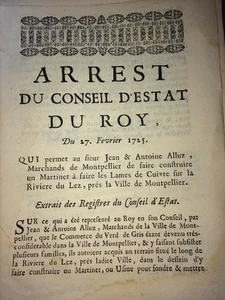 ARREST
DU CONSEIL D'ESTAT
DU ROY,
Du 27. Fevrier 1725.
QUI permet au sieur Jean & Antoine Alluz,
Marchands de Montpellier de faire construire
un Martinet à faire les Lames de Cuivre sur la
Riviere du Lez, près la Ville de Montpellier.
Extrait des Registres du Conseil d'Estat.
SUR ce qui a été representé au Roy en son Conseil, par
Jean & Antoine Alluz, Marchands de la Ville de Mont-
pellier, que le Commerce du Verd de Gris étant devenu très-
considérable dans la Ville de Montpellier, & y faisant subsister
plusieurs familles, ils auroient acquis un terrain situé le long de
la Riviere du Lez, près ladite Ville, dans le dessein d'y
faire construire un Martinet, ou Usine pour fondre & mettre